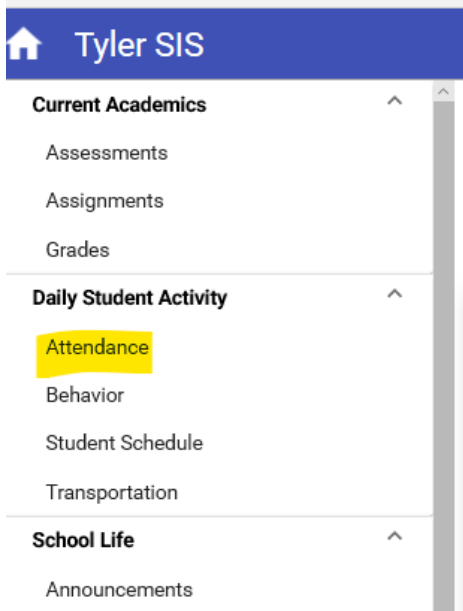 Tyler SIS
Current Academics
Assessments
Assignments
Grades
Daily Student Activity
Attendance
Behavior
Student Schedule
Transportation
School Life
Announcements